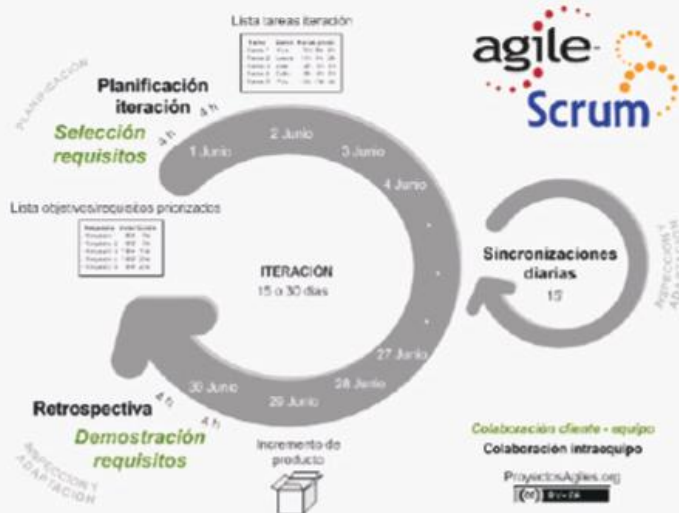 Lista tareas iteración
agile-
Scrum
PLANIFICACIÓN
Planificación
iteración
4 h
4 h
Selección
requisitos
1 Junio
2 Junio
3 Junio
4 Junio
Lista objetivos/requisitos priorizados
ITERACIÓN
15 o 30 días
Sincronizaciones
diarias
15'
INSPECCIÓN Y
ADAPTACIÓN
27 Junio
28 Junio
29 Junio
30 Junio
4 h
4 h
Retrospectiva
Demostración
requisitos
INSPECCIÓN Y
ADAPTACIÓN
Incremento de
producto
Colaboración cliente - equipo
Colaboración intraequipo
ProyectosAgiles.org
(cc)